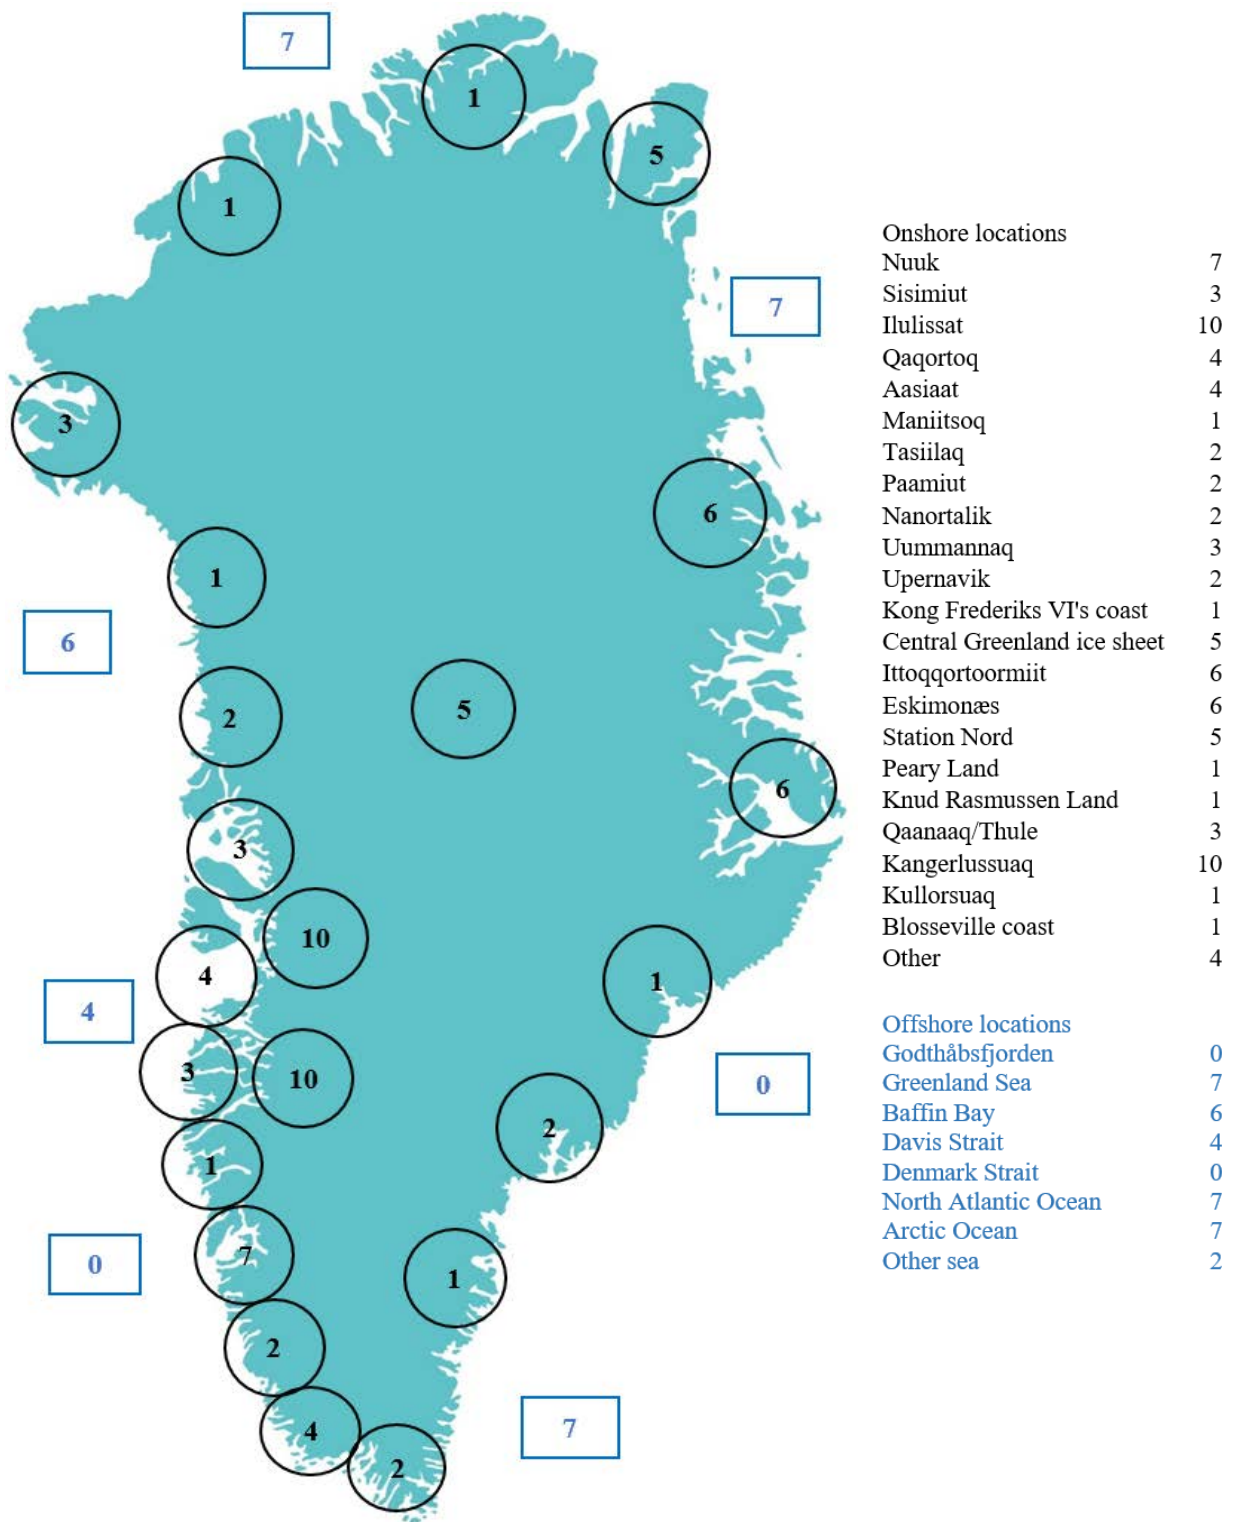 7
1
5
1
7
3
6
1
6
2
5
6
3
10
4
1
4
3
10
0
2
1
7
0
1
2
4
7
2
Onshore locations
Nuuk 7
Sisimiut 3
Ilulissat 10
Qaqortoq 4
Aasiaat 4
Maniitsoq 1
Tasiilaq 2
Paamiut 2
Nanortalik 2
Uummannaq 3
Upernavik 2
Kong Frederiks VI's coast 1
Central Greenland ice sheet 5
Ittoqqortoormiit 6
Eskimonæs 6
Station Nord 5
Peary Land 1
Knud Rasmussen Land 1
Qaanaaq/Thule 3
Kangerlussuaq 10
Kullorsuaq 1
Blosseville coast 1
Other 4
Offshore locations
Godthåbsfjorden 0
Greenland Sea 7
Baffin Bay 6
Davis Strait 4
Denmark Strait 0
North Atlantic Ocean 7
Arctic Ocean 7
Other sea 2